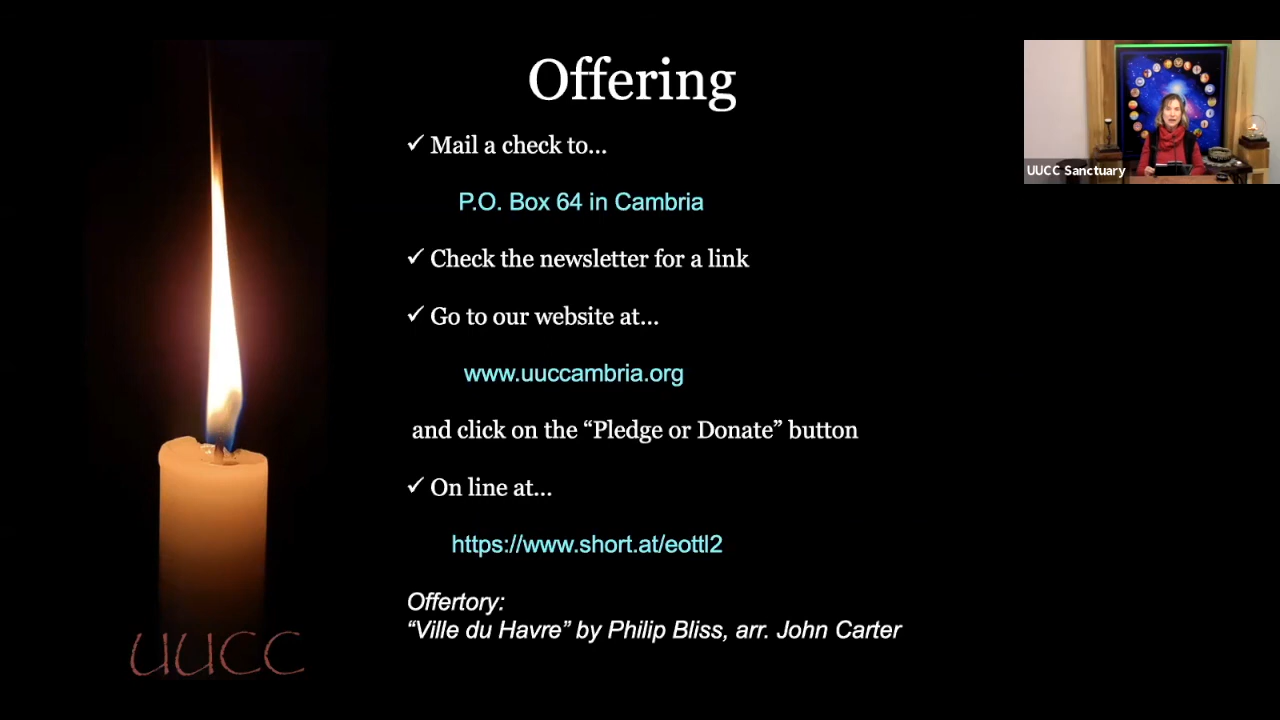 Offering
✓ Mail a check to...
P.O. Box 64 in Cambria
✓ Check the newsletter for a link
✓ Go to our website at...
www.uuccambria.org
and click on the “Pledge or Donate” button
✓ On line at...
https://www.short.at/eottl2
Offertory:
“Ville du Havre” by Philip Bliss, arr. John Carter
UUCC
UUCC Sanctuary